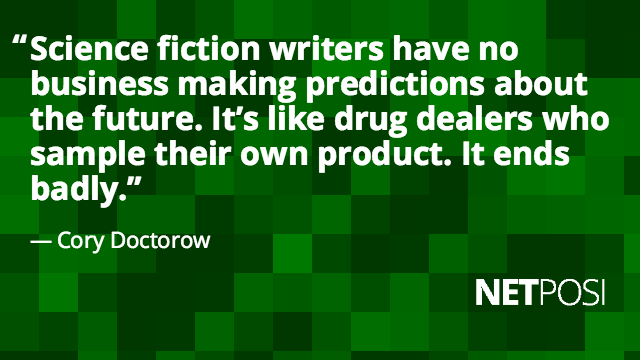 “Science fiction writers have no
business making predictions about
the future. It’s like drug dealers who
sample their own product. It ends
badly.”
— Cory Doctorow
NETPOSI